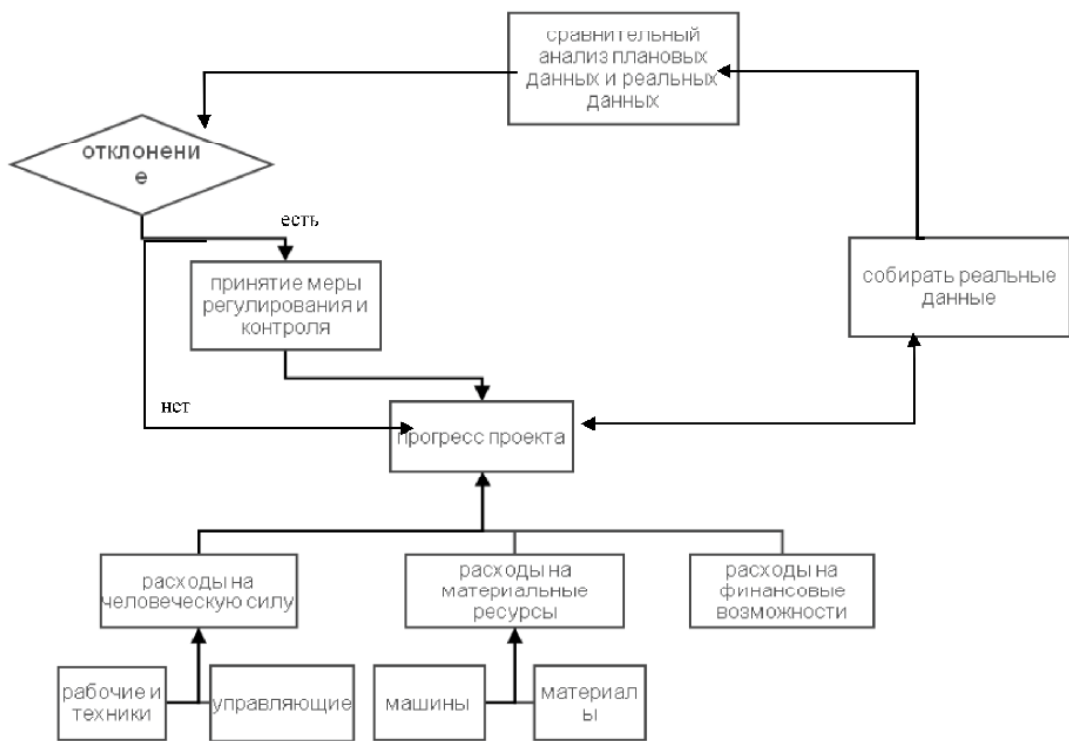 сравнительный
анализ плановых
данных и реальных
данных
отклонени
е
есть
принятие меры
регулирования и
контроля
собирать реальные
данные
нет
прогресс проекта
расходы на
человеческую силу
расходы на
материальные
ресурсы
расходы на
финансовые
возможности
рабочие и
техники
управляющие
машины
материал
ы